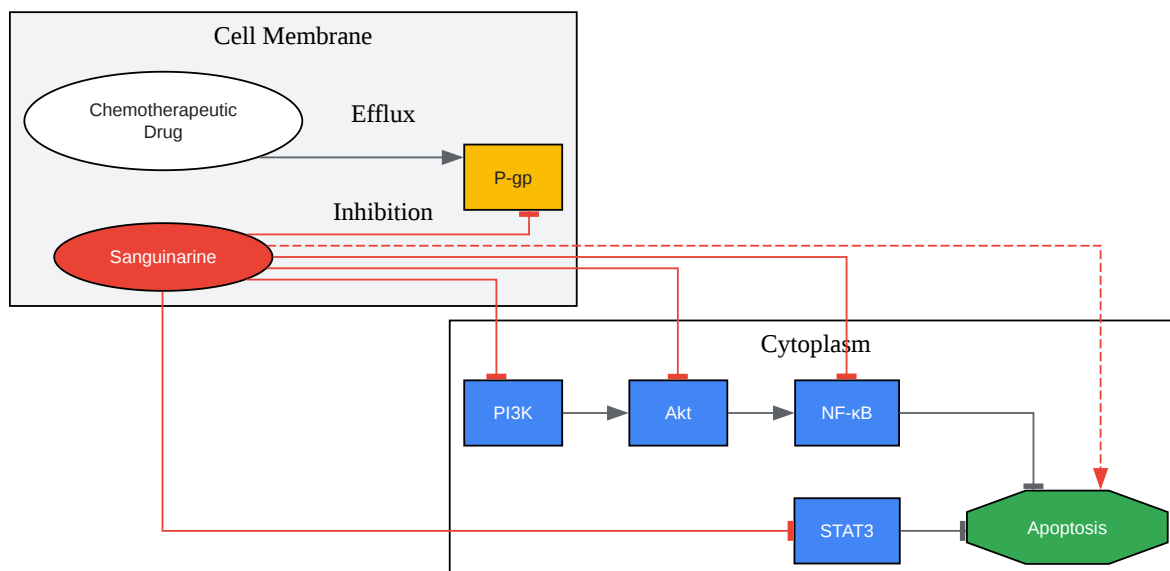 Cell Membrane
Chemotherapeutic
Drug
Efflux
P-gp
Inhibition
Sanguinarine
Cytoplasm
PI3K
Akt
NF-κB
STAT3
Apoptosis